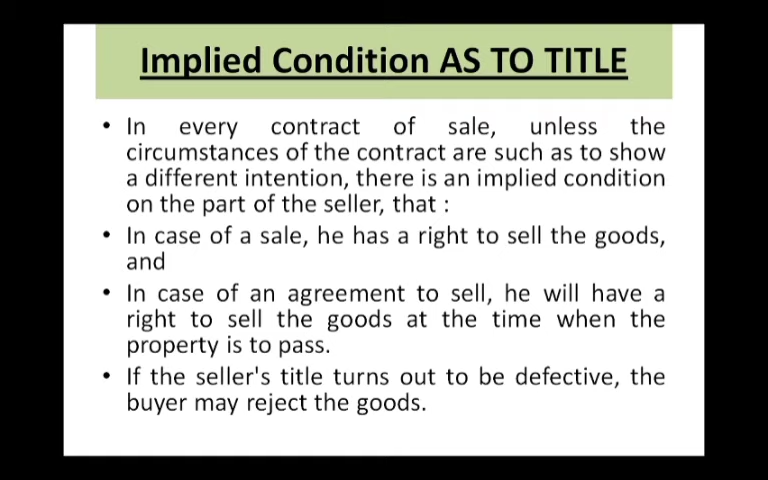 Implied Condition AS TO TITLE
• In every contract of sale, unless the
circumstances of the contract are such as to show
a different intention, there is an implied condition
on the part of the seller, that :
• In case of a sale, he has a right to sell the goods,
and
• In case of an agreement to sell, he will have a
right to sell the goods at the time when the
property is to pass.
• If the seller's title turns out to be defective, the
buyer may reject the goods.